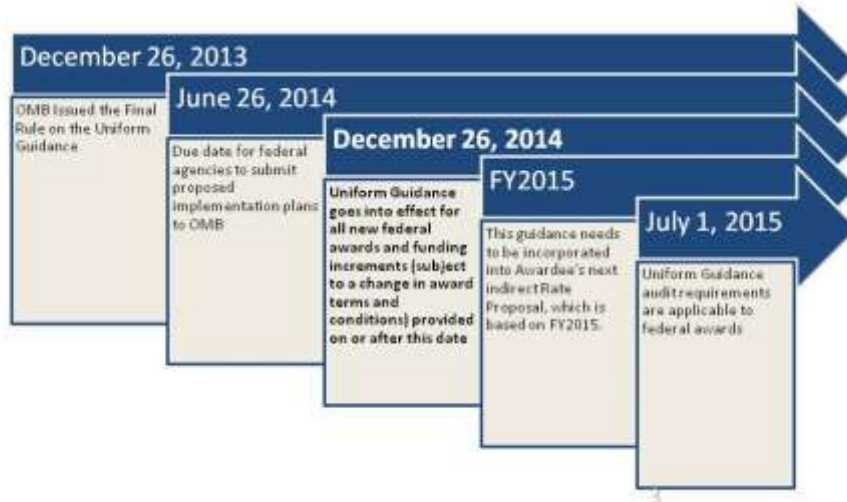 December 26, 2013
OMB Issued the Final
Rule on the Uniform
Guidance
June 26, 2014
Due date for federal
agencies to submit
proposed
implementation plans
to OMB
December 26, 2014
Uniform Guidance
goes into effect for
all new federal
awards and funding
increments (subject
to a change in award
terms and
conditions) provided
on or after this date
FY2015
This guidance needs
to be incorporated
into Awardee's next
indirect Rate
Proposal, which is
based on FY2015.
July 1, 2015
Uniform Guidance
audit requirements
are applicable to
federal awards
3